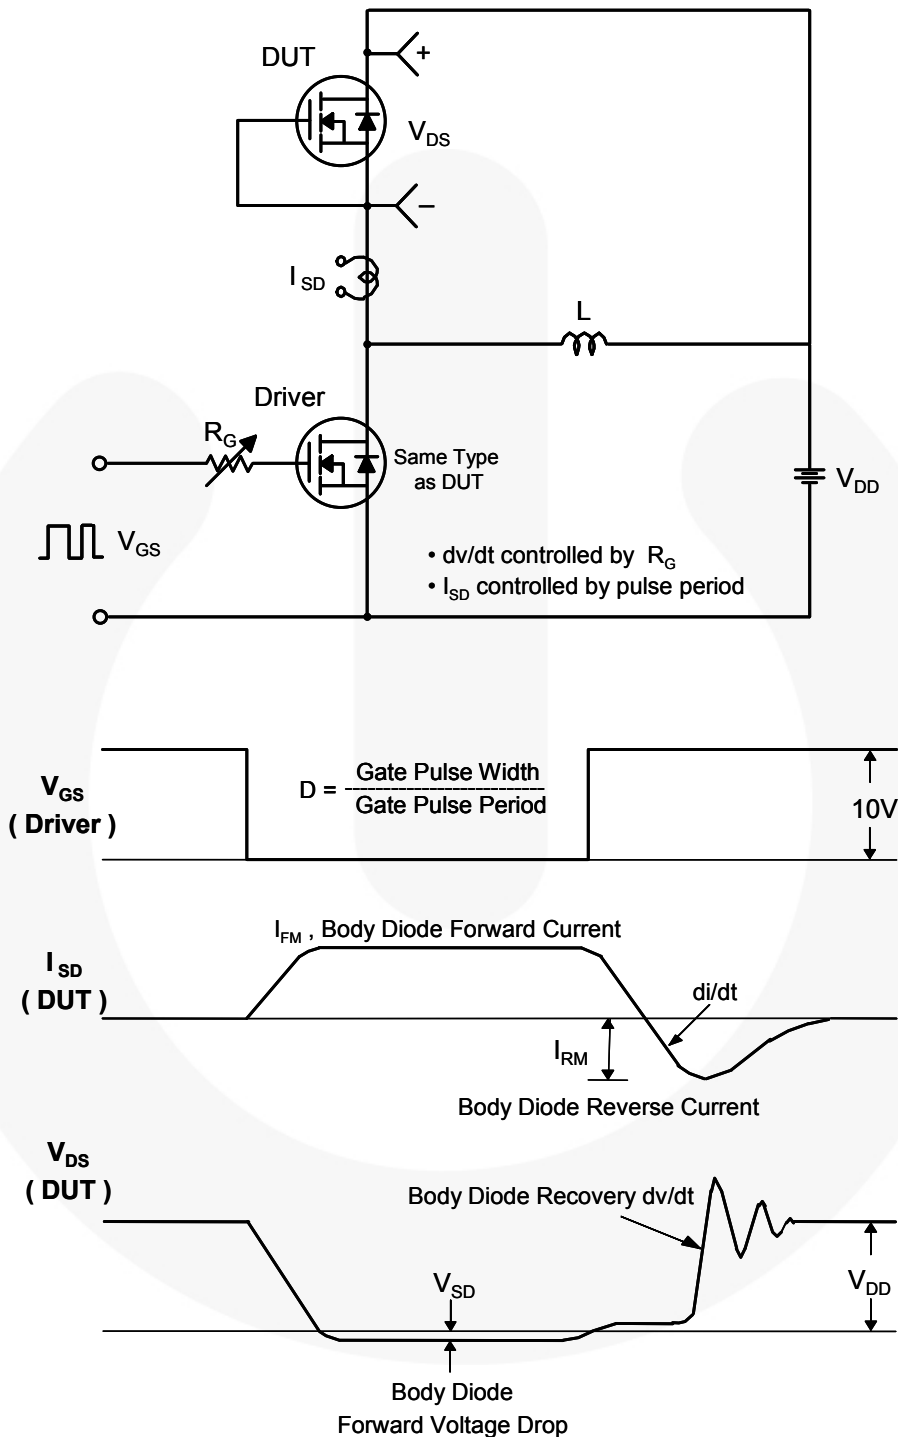 DUT
+
V_DS
−
I_SD
L
Driver
R_G
Same Type
as DUT
V_DD
V_GS
• dv/dt controlled by R_G
• I_SD controlled by pulse period
V_GS
( Driver )
D = Gate Pulse Width
Gate Pulse Period
10V
I_FM , Body Diode Forward Current
I_SD
( DUT )
di/dt
I_RM
Body Diode Reverse Current
V_DS
( DUT )
Body Diode Recovery dv/dt
V_SD
V_DD
Body Diode
Forward Voltage Drop